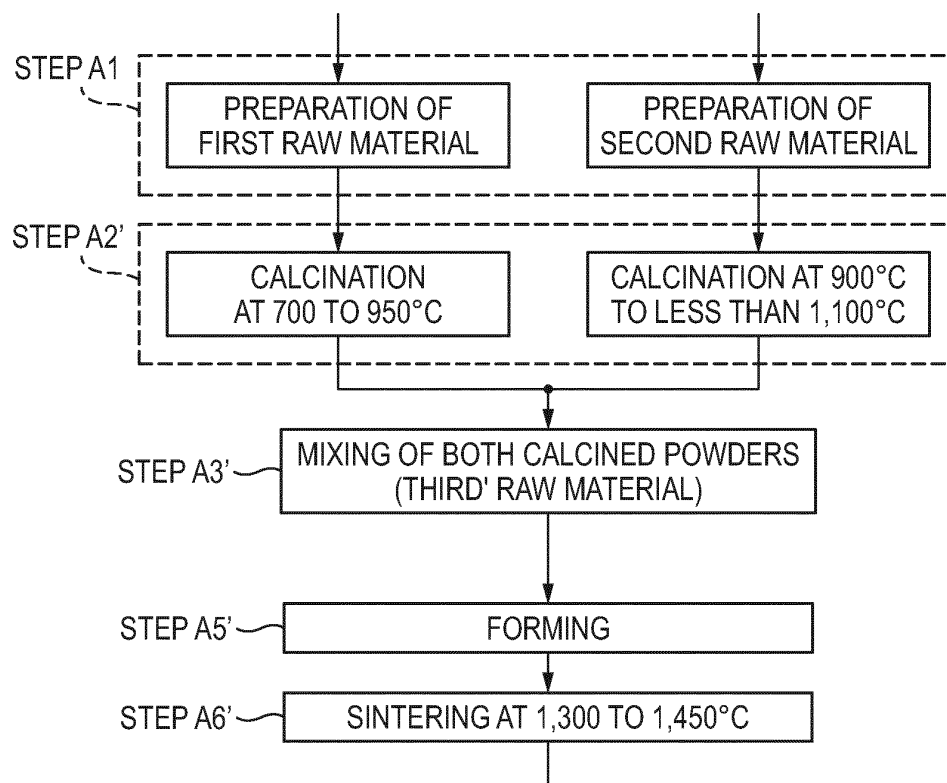 STEP A1
PREPARATION OF
FIRST RAW MATERIAL
PREPARATION OF
SECOND RAW MATERIAL
STEP A2'
CALCINATION
AT 700 TO 950°C
CALCINATION AT 900°C
TO LESS THAN 1,100°C
STEP A3'
MIXING OF BOTH CALCINED POWDERS
(THIRD' RAW MATERIAL)
STEP A5'
FORMING
STEP A6'
SINTERING AT 1,300 TO 1,450°C